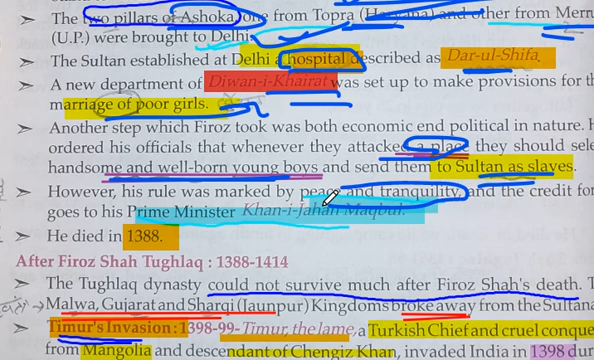 The two pillars of Ashoka, one from Topra (Haryana) and other from Merr
(U.P.) were brought to Delhi.
➤ The Sultan established at Delhi a hospital described as Dar-ul-Shifa.
➤ A new department of Diwan-i-Khairat was set up to make provisions for th
marriage of poor girls.
➤ Another step which Firoz took was both economic end political in nature. H
ordered his officials that whenever they attacked a place they should sele
handsome and well-born young boys and send them to Sultan as slaves.
➤ However, his rule was marked by peace and tranquility, and the credit for
goes to his Prime Minister Khan-i-Jahan Maqbul.
➤ He died in 1388.
After Firoz Shah Tughlaq : 1388-1414
➤ The Tughlaq dynasty could not survive much after Firoz Shah's death. T
Malwa, Gujarat and Sharqi (Jaunpur) Kingdoms broke away from the Sultana
➤ Timur's Invasion : 1398-99- Timur, the lame, a Turkish Chief and cruel conque
from Mangolia and descendant of Chengiz Khan, invaded India in 1398 dur